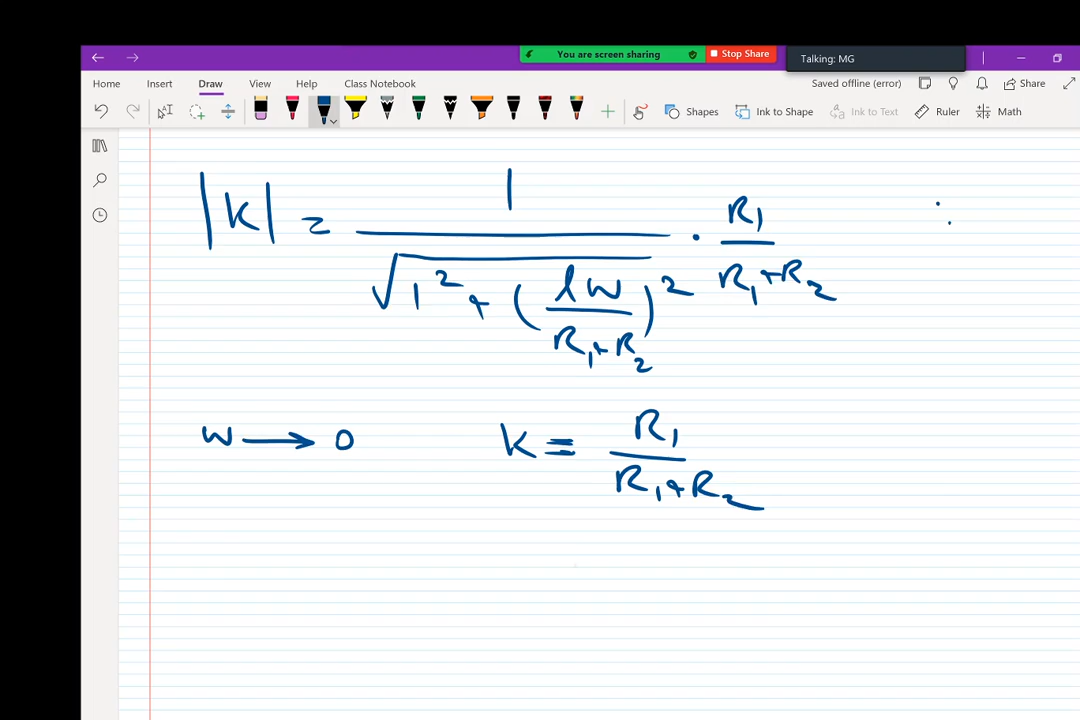 You are screen sharing Stop Share Talking: MG
Home Insert Draw View Help Class Notebook Saved offline (error) Share
Shapes Ink to Shape Ink to Text Ruler Math
|K| = 1 / √(1² + (lw / (R₁+R₂))²) · R₁ / (R₁+R₂)
w → 0 K = R₁ / (R₁+R₂)